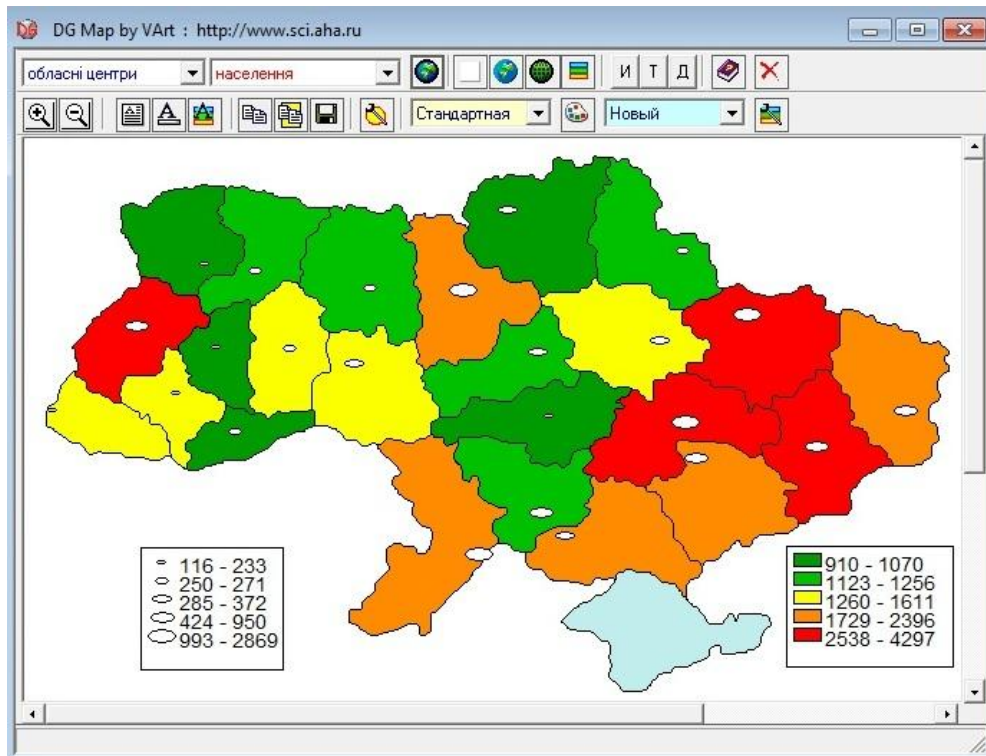 DG Map by VArt : http://www.sci.aha.ru
обласні центри населення И Т Д
Стандартная Новый
116 - 233
250 - 271
285 - 372
424 - 950
993 - 2869
910 - 1070
1123 - 1256
1260 - 1611
1729 - 2396
2538 - 4297